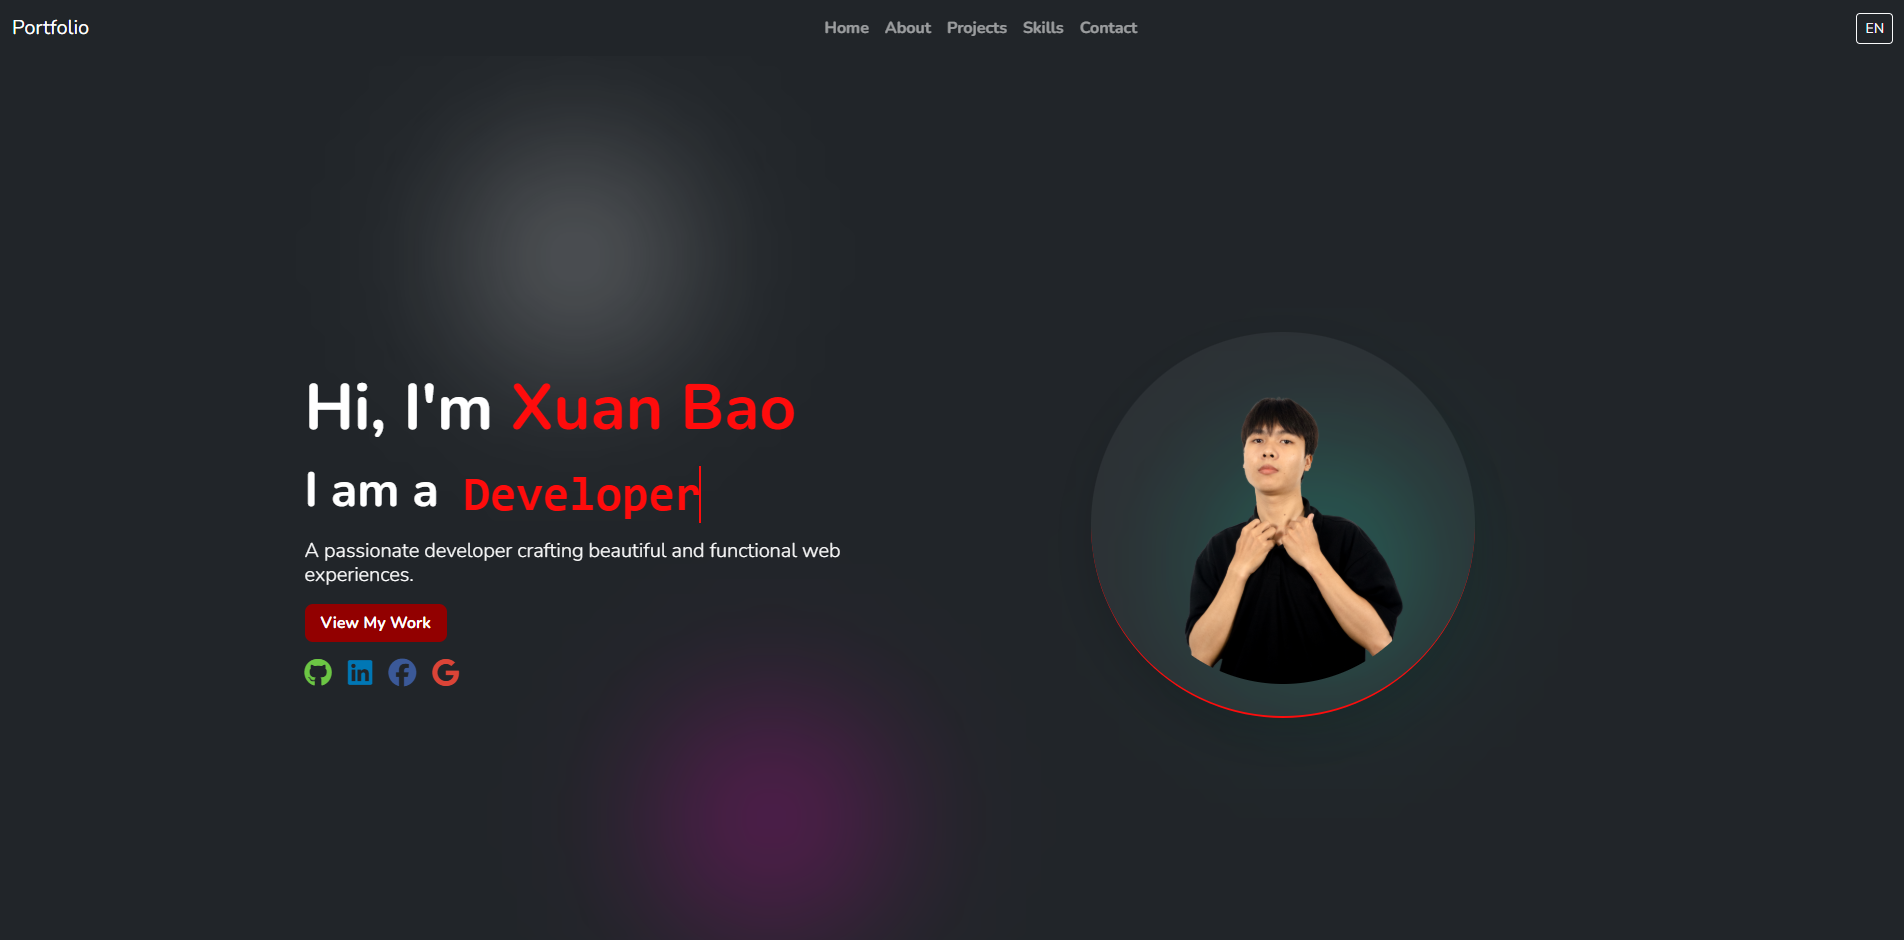 Portfolio
Home About Projects Skills Contact
EN
Hi, I'm Xuan Bao
I am a Developer
A passionate developer crafting beautiful and functional web
experiences.
View My Work